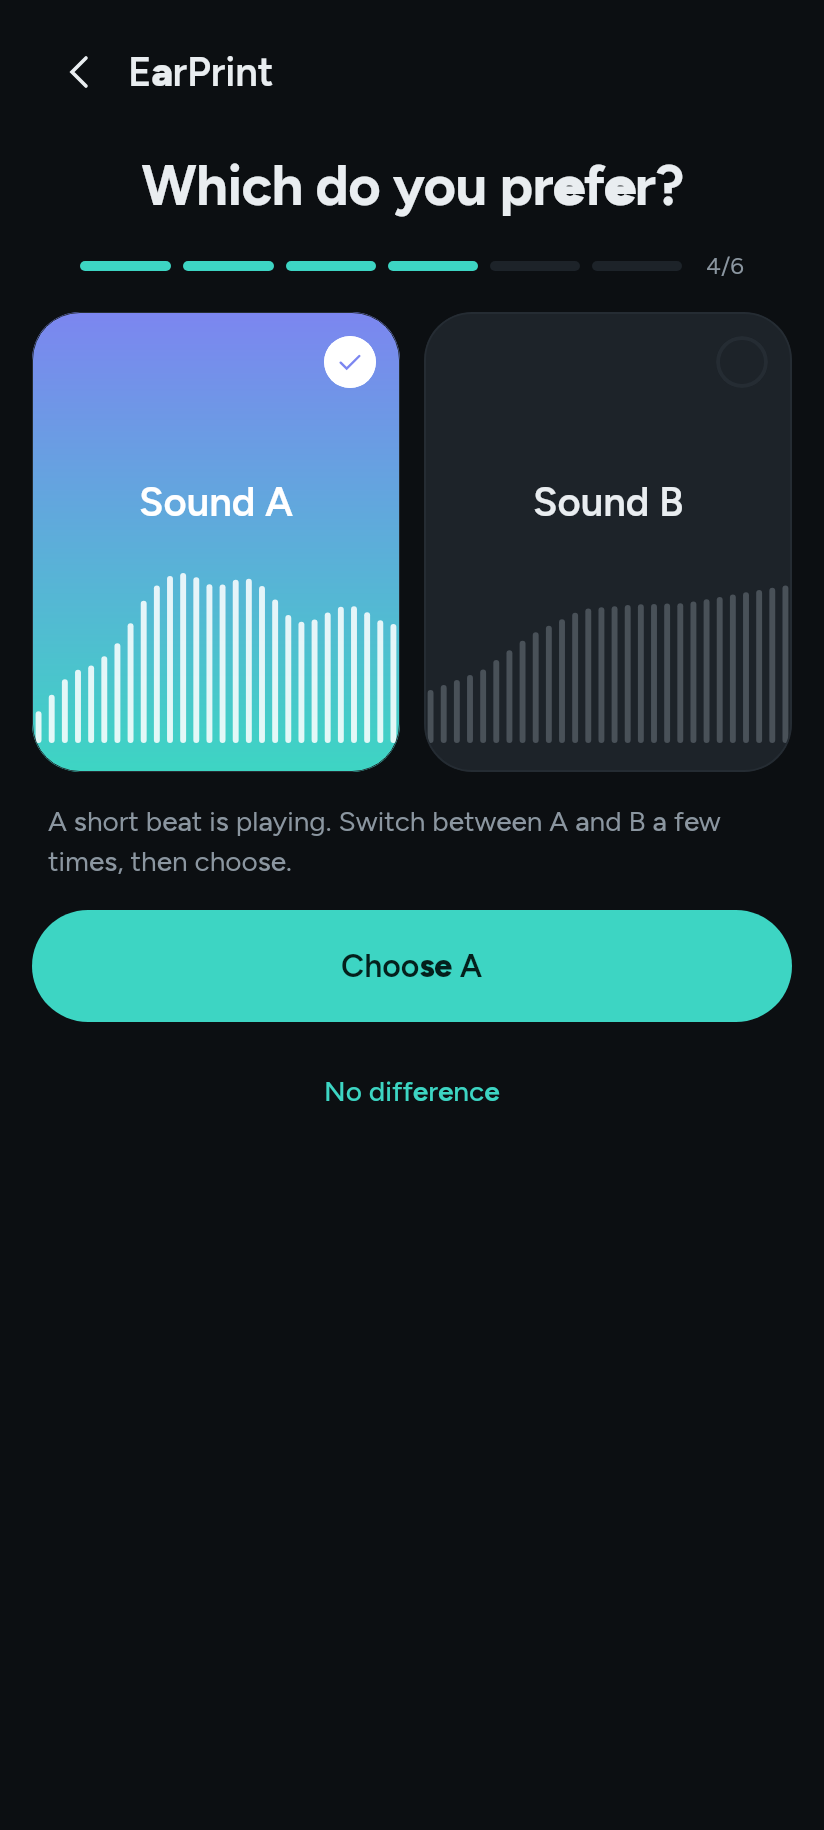 EarPrint
Which do you prefer?
4/6
Sound A
Sound B
A short beat is playing. Switch between A and B a few
times, then choose.
Choose A
No difference